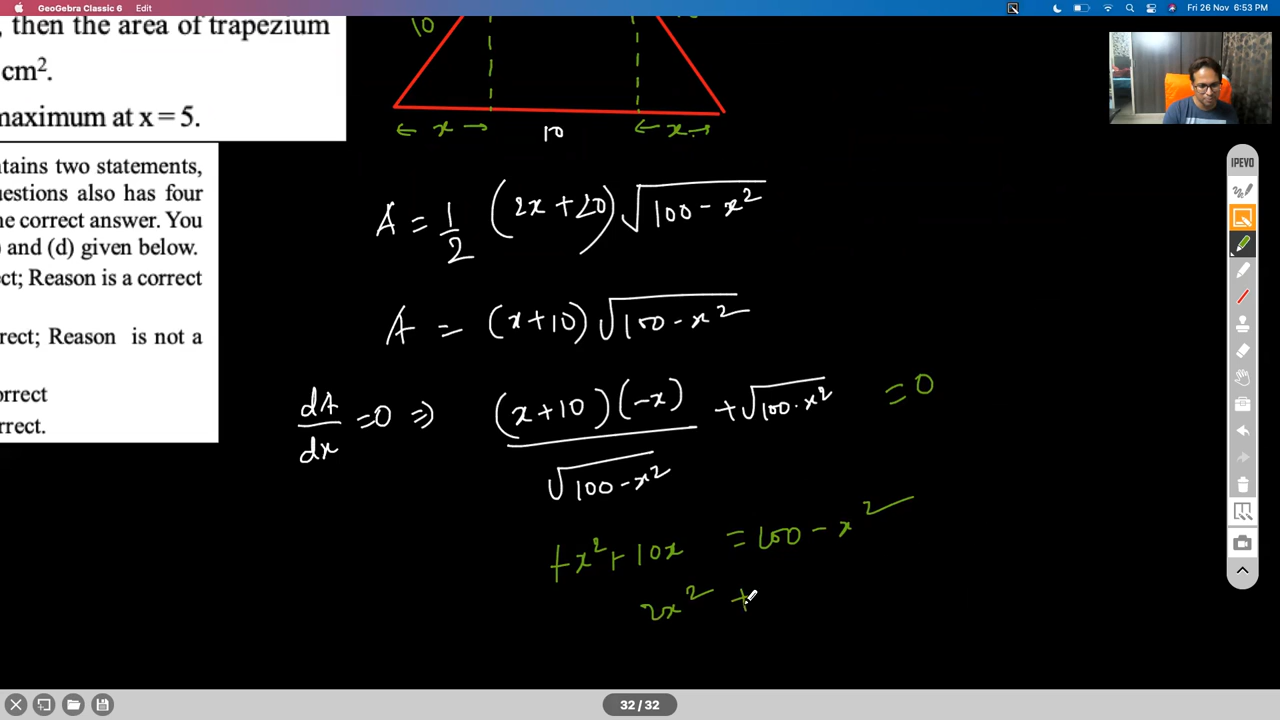 GeoGebra Classic 6 Edit Fri 26 Nov 6:53 PM
, then the area of trapezium
cm².
maximum at x = 5.
tains two statements,
uestions also has four
ne correct answer. You
) and (d) given below.
ct; Reason is a correct
rect; Reason is not a
orrect
rrect.
10
← x → 10 ← x →
A = 1/2 (2x + 20) √(100 - x²)
A = (x + 10) √(100 - x²)
dA/dx = 0 ⇒ (x + 10)(-x)/√(100 - x²) + √(100 - x²) = 0
+x² + 10x = 100 - x²
2x² +
IPEVO
32 / 32